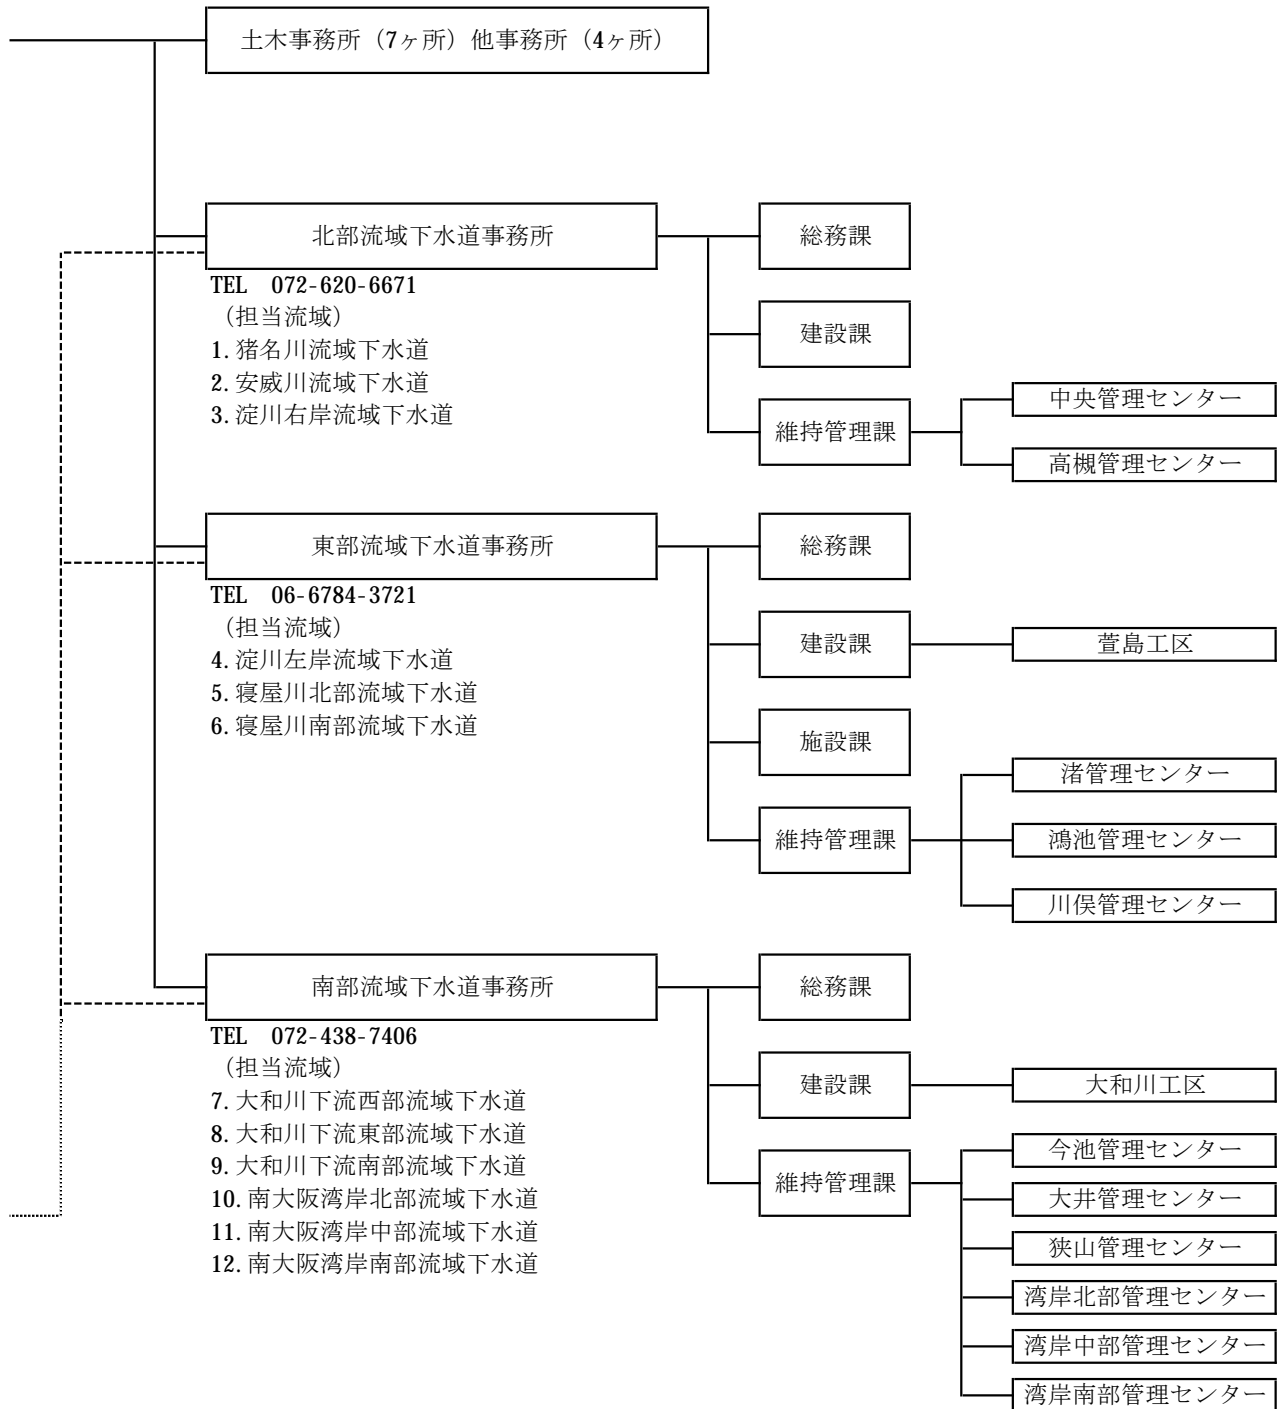 土木事務所（7ヶ所）他事務所（4ヶ所）
北部流域下水道事務所
TEL　072-620-6671
（担当流域）
1.猪名川流域下水道
2.安威川流域下水道
3.淀川右岸流域下水道
総務課
建設課
維持管理課
中央管理センター
高槻管理センター
東部流域下水道事務所
TEL　06-6784-3721
（担当流域）
4.淀川左岸流域下水道
5.寝屋川北部流域下水道
6.寝屋川南部流域下水道
総務課
建設課
萱島工区
施設課
維持管理課
渚管理センター
鴻池管理センター
川俣管理センター
南部流域下水道事務所
TEL　072-438-7406
（担当流域）
7.大和川下流西部流域下水道
8.大和川下流東部流域下水道
9.大和川下流南部流域下水道
10.南大阪湾岸北部流域下水道
11.南大阪湾岸中部流域下水道
12.南大阪湾岸南部流域下水道
総務課
建設課
大和川工区
維持管理課
今池管理センター
大井管理センター
狭山管理センター
湾岸北部管理センター
湾岸中部管理センター
湾岸南部管理センター